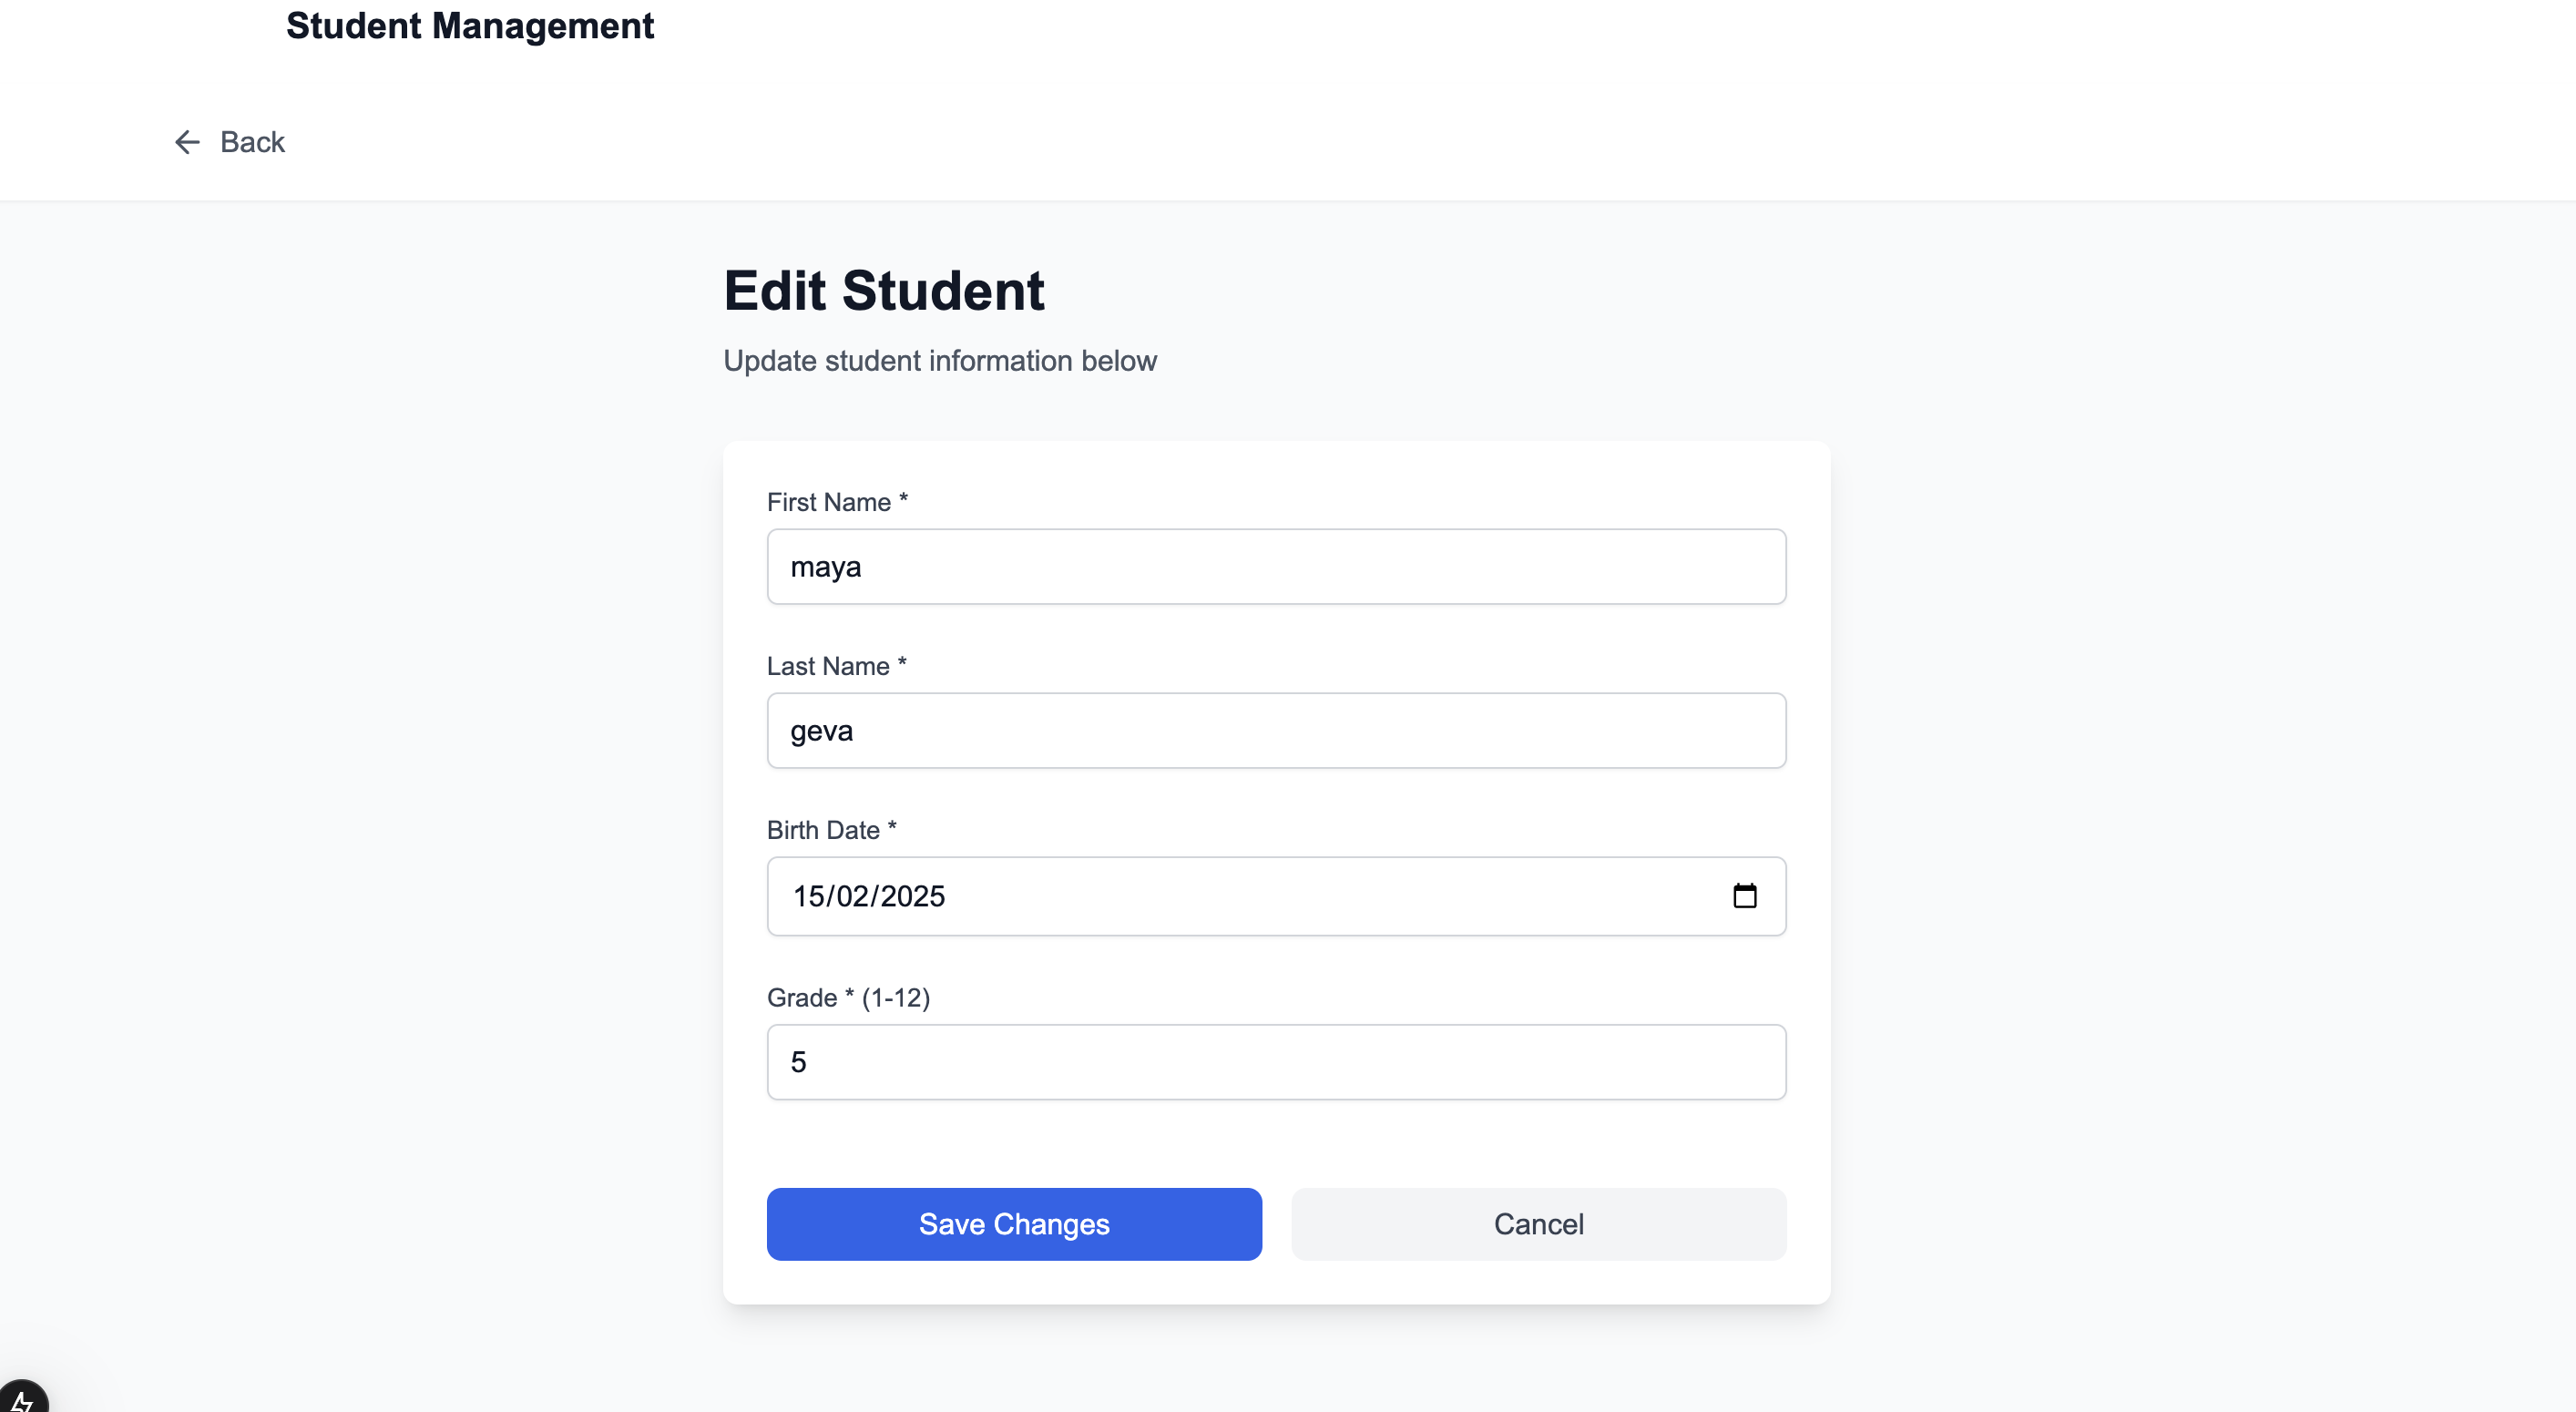 Student Management
Back
Edit Student
Update student information below
First Name *
maya
Last Name *
geva
Birth Date *
15/02/2025
Grade * (1-12)
5
Save Changes
Cancel